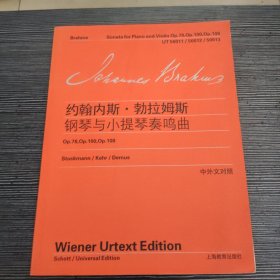 Brahms
Sonata for Piano and Violin Op.78,Op.100,Op.108
UT 50011 / 50012 / 50013
Johannes Brahms
约翰内斯·勃拉姆斯
钢琴与小提琴奏鸣曲
Op.78,Op.100,Op.108
Stockmann / Kehr / Demus
中外文对照
Wiener Urtext Edition
Schott / Universal Edition
上海教育出版社